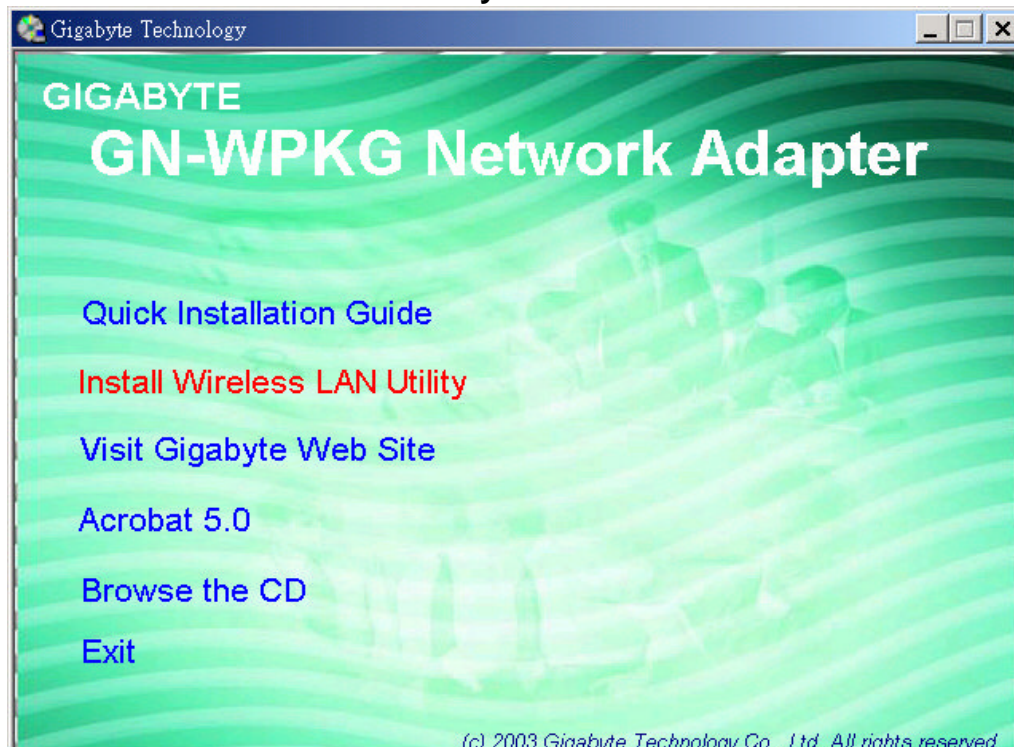 Gigabyte Technology
GIGABYTE
GN-WPKG Network Adapter
Quick Installation Guide
Install Wireless LAN Utility
Visit Gigabyte Web Site
Acrobat 5.0
Browse the CD
Exit
(c) 2003 Gigabyte Technology Co., Ltd. All rights reserved.